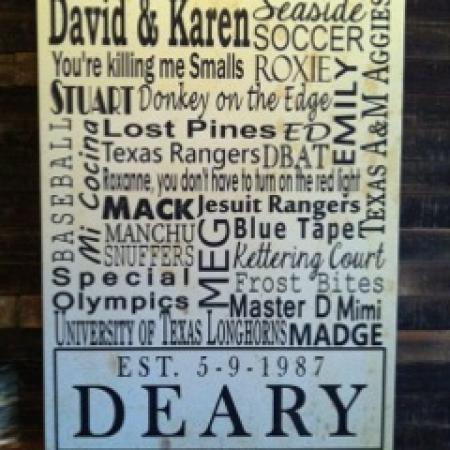 David & Karen
Seaside
SOCCER
You're killing me Smalls
ROXIE
STUART
Donkey on the Edge
EMILY
TEXAS A&M AGGIES
BASEBALL
Mi Cocina
Lost Pines
ED
Texas Rangers
DBAT
Roxanne, you don't have to turn on the red light
MACK
Jesuit Rangers
MANCHU
SNUFFERS
MEG
Blue Tape
Kettering Court
Special
Olympics
Frost Bites
Master D
Mimi
UNIVERSITY OF TEXAS LONGHORNS
MADGE
EST. 5-9-1987
DEARY